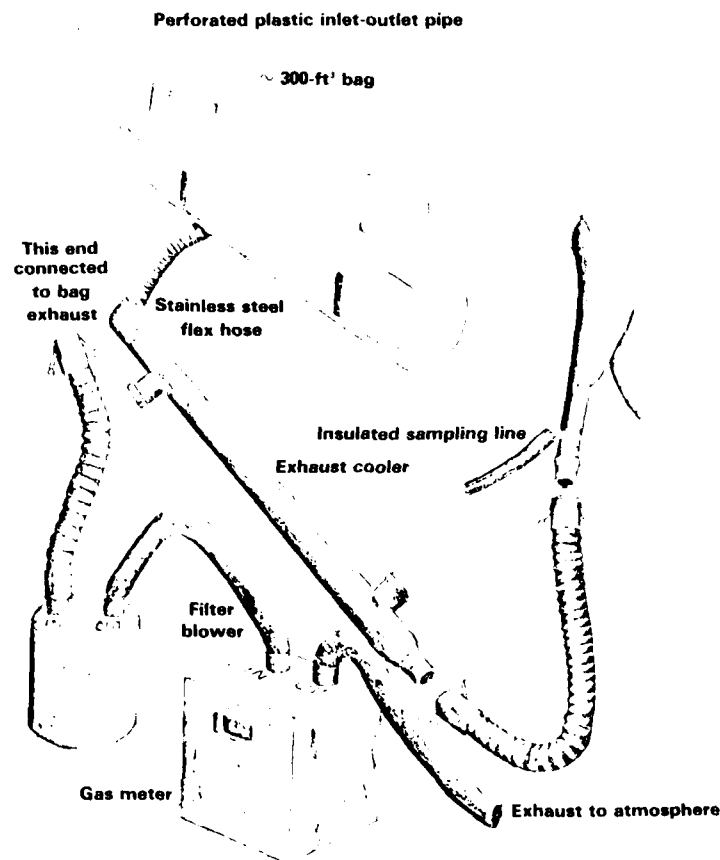 Perforated plastic inlet-outlet pipe
~ 300-ft³ bag
This end
connected
to bag
exhaust
Stainless steel
flex hose
Insulated sampling line
Exhaust cooler
Filter
blower
Gas meter
Exhaust to atmosphere